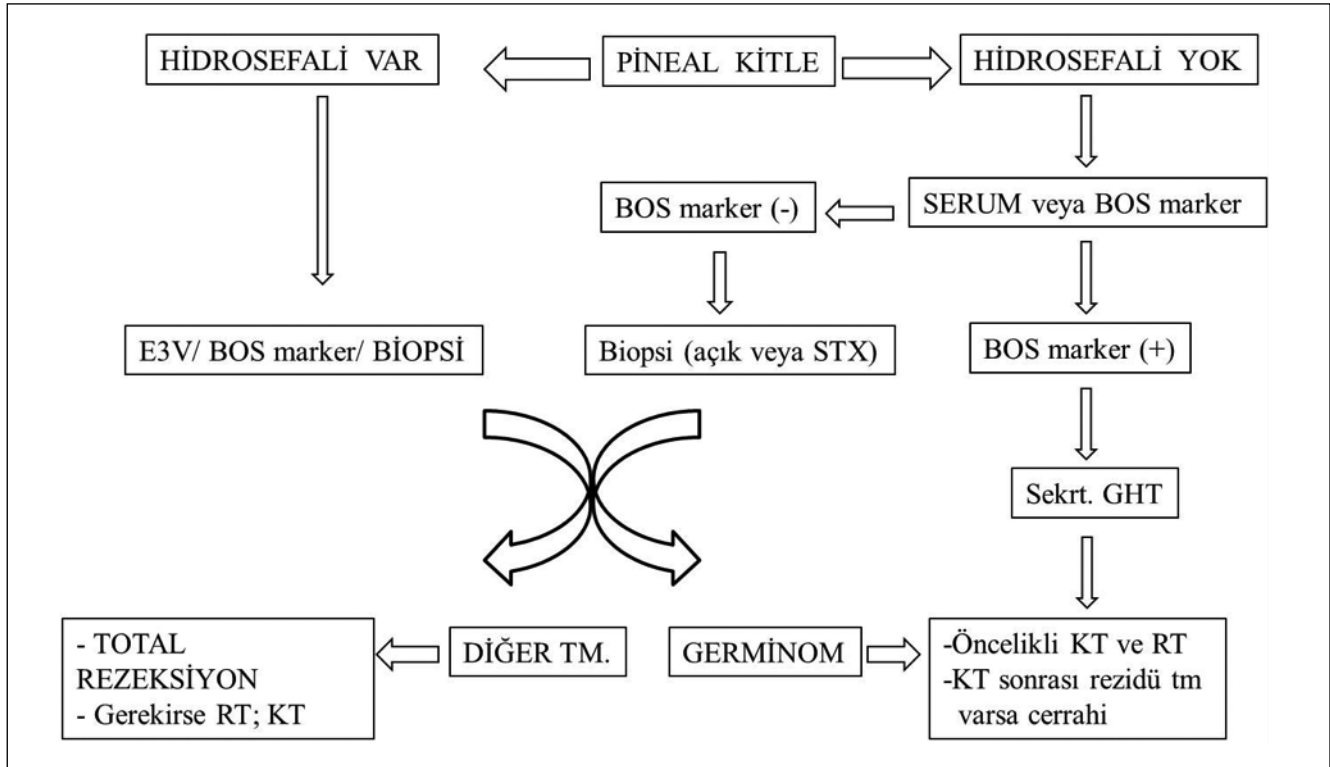 HİDROSEFALİ VAR
PİNEAL KİTLE
HİDROSEFALİ YOK
BOS marker (-)
SERUM veya BOS marker
E3V/ BOS marker/ BİOPSİ
Biopsi (açık veya STX)
BOS marker (+)
Sekrt. GHT
- TOTAL
REZEKSİYON
- Gerekirse RT; KT
DİĞER TM.
GERMİNOM
-Öncelikli KT ve RT
-KT sonrası rezidü tm
varsa cerrahi